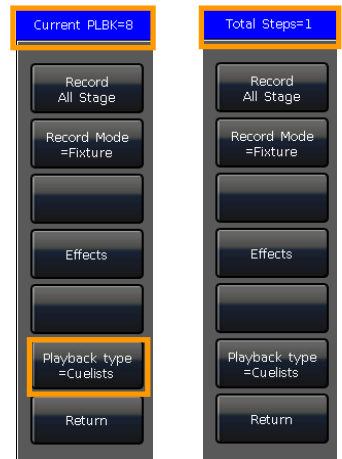 Current PLBK=8
Record
All Stage
Record Mode
=Fixture
Effects
Playback type
=Cuelists
Return
Total Steps=1
Record
All Stage
Record Mode
=Fixture
Effects
Playback type
=Cuelists
Return